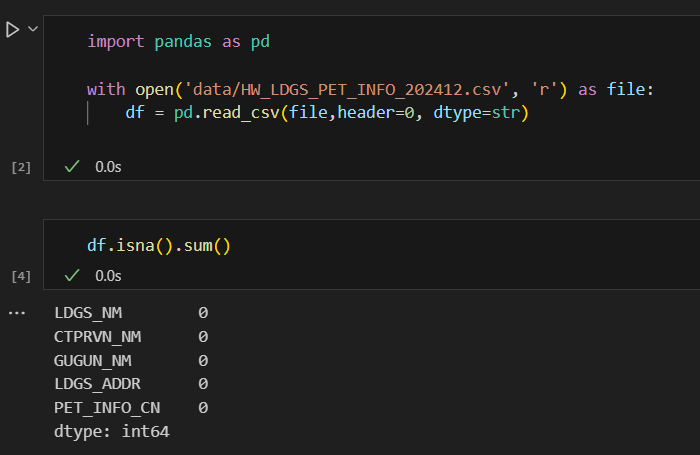 import pandas as pd
with open('data/HW_LDGS_PET_INFO_202412.csv', 'r') as file:
    df = pd.read_csv(file,header=0, dtype=str)
[2] 0.0s
df.isna().sum()
[4] 0.0s
... LDGS_NM 0
CTPRVN_NM 0
GUGUN_NM 0
LDGS_ADDR 0
PET_INFO_CN 0
dtype: int64